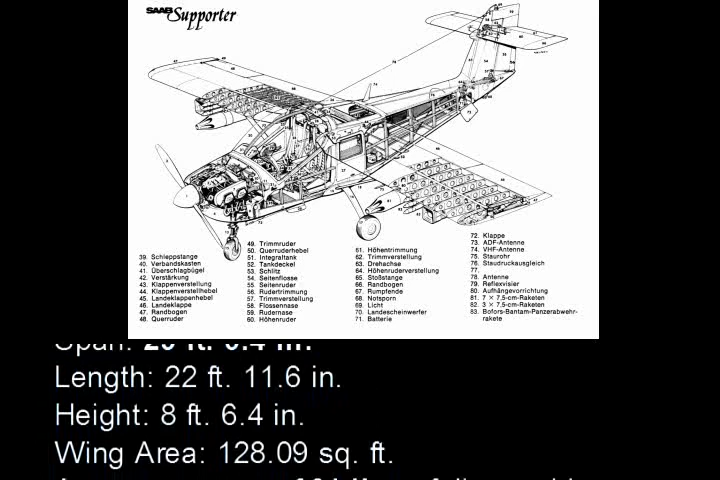 SAAB Supporter
39. Schleppstange
40. Verbandskasten
41. Überschlagbügel
42. Verstärkung
43. Klappenverstellung
44. Klappenverstellhebel
45. Landeklappenhebel
46. Landeklappe
47. Randbogen
48. Querruder
49. Trimmruder
50. Querruderhebel
51. Integraltank
52. Tankdeckel
53. Schlitz
54. Seitenflosse
55. Seitenruder
56. Rudertrimmung
57. Trimmverstellung
58. Flossennase
59. Rudernase
60. Höhenruder
61. Höhentrimmung
62. Trimmverstellung
63. Drehachse
64. Höhenruderverstellung
65. Stoßstange
66. Randbogen
67. Rumpfende
68. Notsporn
69. Licht
70. Landescheinwerfer
71. Batterie
72. Klappe
73. ADF-Antenne
74. VHF-Antenne
75. Staurohr
76. Staudruckausgleich
77.
78. Antenne
79. Reflexvisier
80. Aufhängevorrichtung
81. 7 × 7,5-cm-Raketen
82. 3 × 7,5-cm-Raketen
83. Bofors-Bantam-Panzerabwehr-
rakete
Span: 29 ft. 0.4 in.
Length: 22 ft. 11.6 in.
Height: 8 ft. 6.4 in.
Wing Area: 128.09 sq. ft.